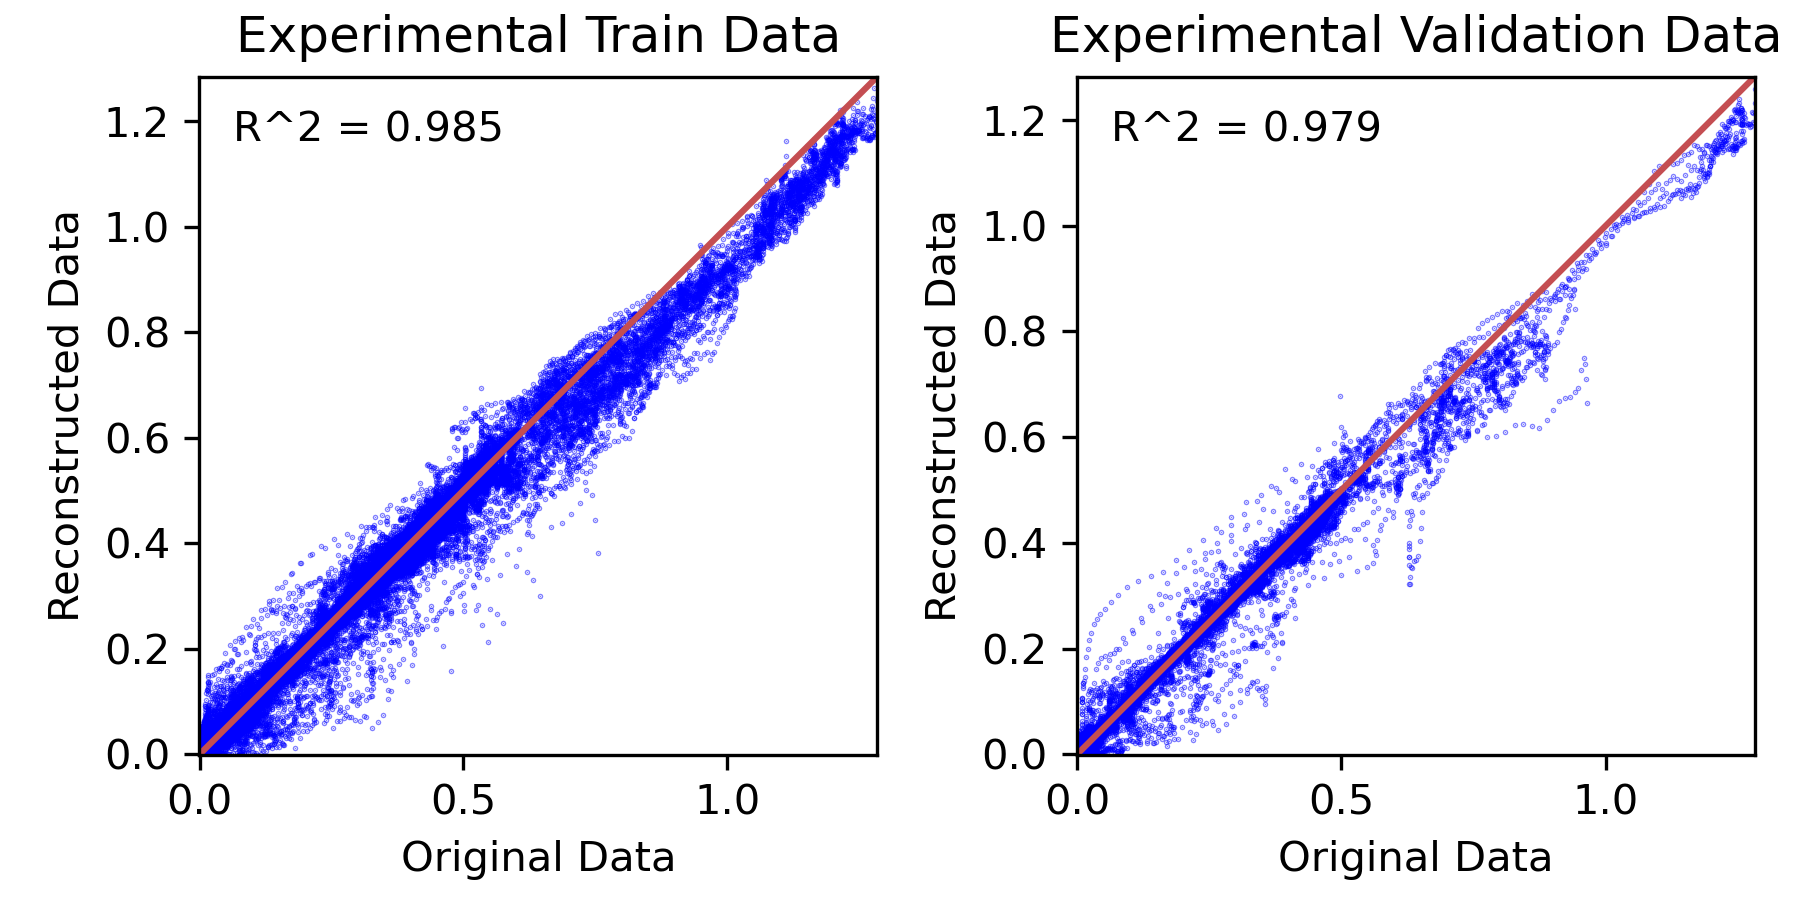 Experimental Train Data
R^2 = 0.985
Reconstructed Data
1.2
1.0
0.8
0.6
0.4
0.2
0.0
0.0 0.5 1.0
Original Data
Experimental Validation Data
R^2 = 0.979
Reconstructed Data
1.2
1.0
0.8
0.6
0.4
0.2
0.0
0.0 0.5 1.0
Original Data